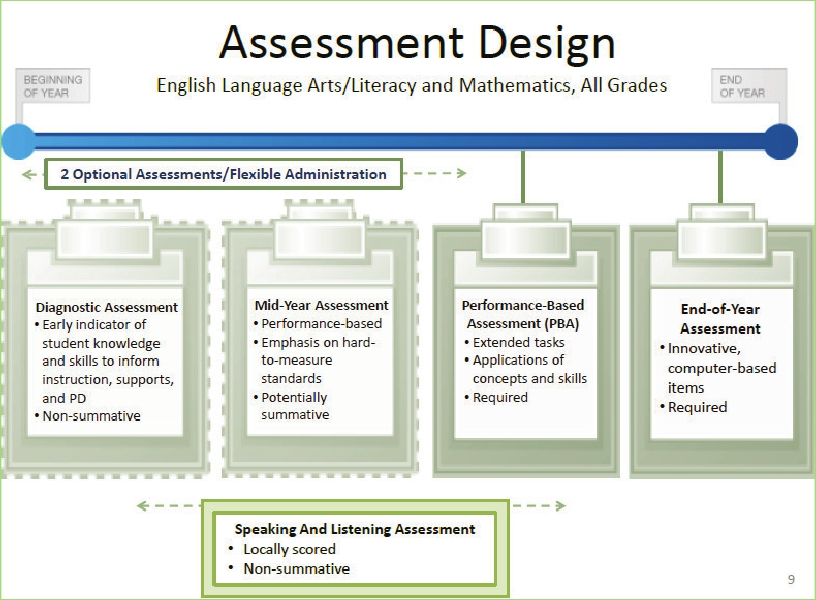 Assessment Design
BEGINNING
OF YEAR
English Language Arts/Literacy and Mathematics, All Grades
END
OF YEAR
2 Optional Assessments/Flexible Administration
Diagnostic Assessment
• Early indicator of
student knowledge
and skills to inform
instruction, supports,
and PD
• Non-summative
Mid-Year Assessment
• Performance-based
• Emphasis on hard-
to-measure
standards
• Potentially
summative
Performance-Based
Assessment (PBA)
• Extended tasks
• Applications of
concepts and skills
• Required
End-of-Year
Assessment
• Innovative,
computer-based
items
• Required
Speaking And Listening Assessment
• Locally scored
• Non-summative
9